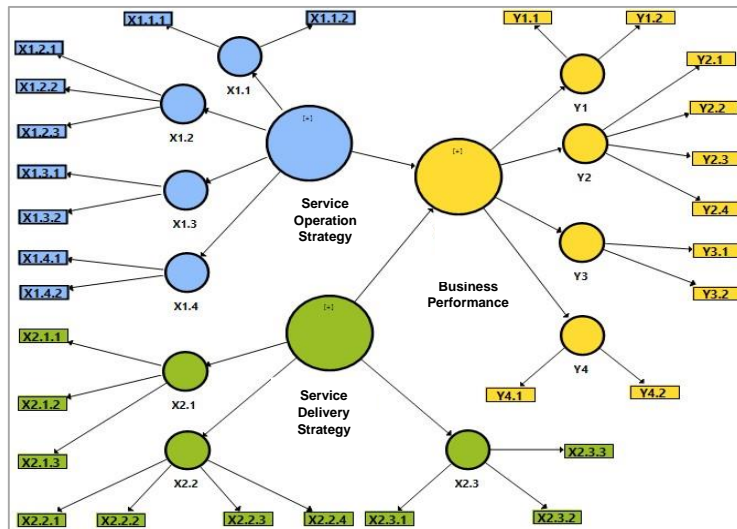 X1.1.1
X1.1.2
X1.1
X1.2.1
X1.2.2
X1.2.3
X1.2
X1.3.1
X1.3.2
X1.3
X1.4.1
X1.4.2
X1.4
[+]
Service
Operation
Strategy
Y1.1
Y1.2
Y1
Y2.1
Y2.2
Y2.3
Y2.4
Y2
Y3.1
Y3.2
Y3
Y4
Y4.1
Y4.2
[+]
Business
Performance
[+]
Service
Delivery
Strategy
X2.1.1
X2.1.2
X2.1.3
X2.1
X2.2
X2.2.1
X2.2.2
X2.2.3
X2.2.4
X2.3
X2.3.3
X2.3.1
X2.3.2